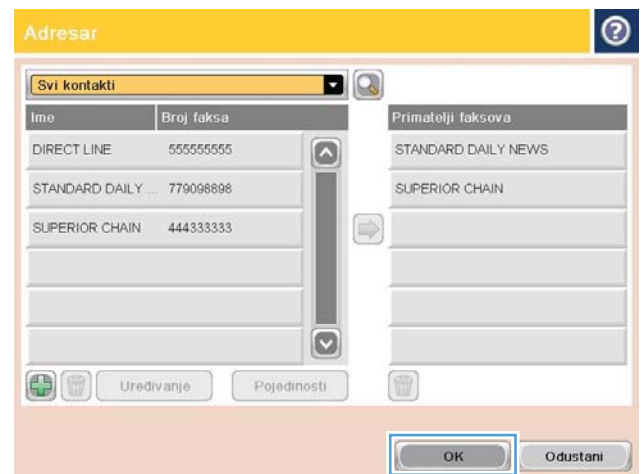 Adresar
Svi kontakti
Ime Broj faksa Primatelji faksova
DIRECT LINE 555555555 STANDARD DAILY NEWS
STANDARD DAILY ... 779098898 SUPERIOR CHAIN
SUPERIOR CHAIN 444333333
Uređivanje Pojedinosti
OK Odustani